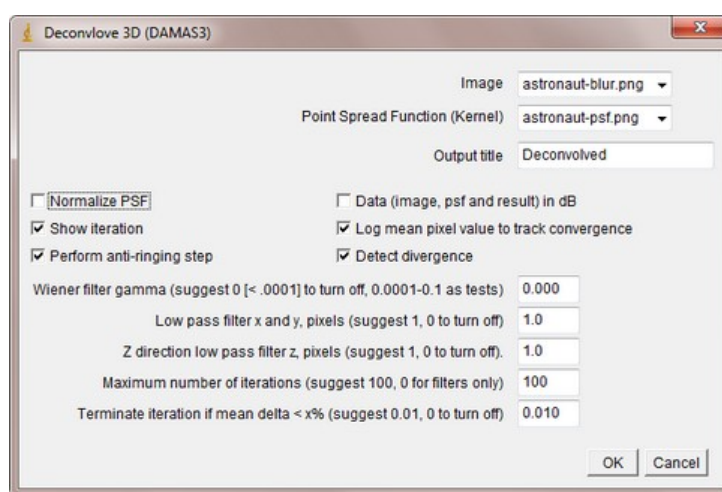 Deconvlove 3D (DAMAS3)
Image astronaut-blur.png
Point Spread Function (Kernel) astronaut-psf.png
Output title Deconvolved
Normalize PSF Data (image, psf and result) in dB
Show iteration Log mean pixel value to track convergence
Perform anti-ringing step Detect divergence
Wiener filter gamma (suggest 0 [< .0001] to turn off, 0.0001-0.1 as tests) 0.000
Low pass filter x and y, pixels (suggest 1, 0 to turn off) 1.0
Z direction low pass filter z, pixels (suggest 1, 0 to turn off). 1.0
Maximum number of iterations (suggest 100, 0 for filters only) 100
Terminate iteration if mean delta < x% (suggest 0.01, 0 to turn off) 0.010
OK Cancel